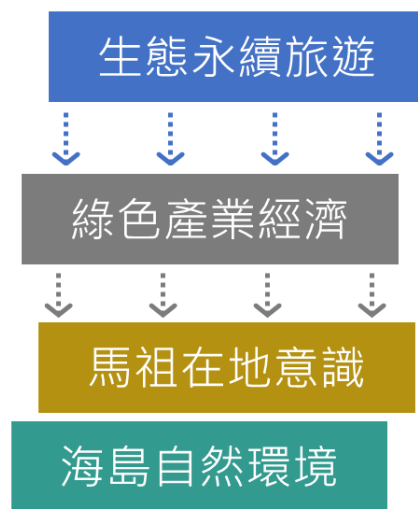 生態永續旅遊
綠色產業經濟
馬祖在地意識
海島自然環境